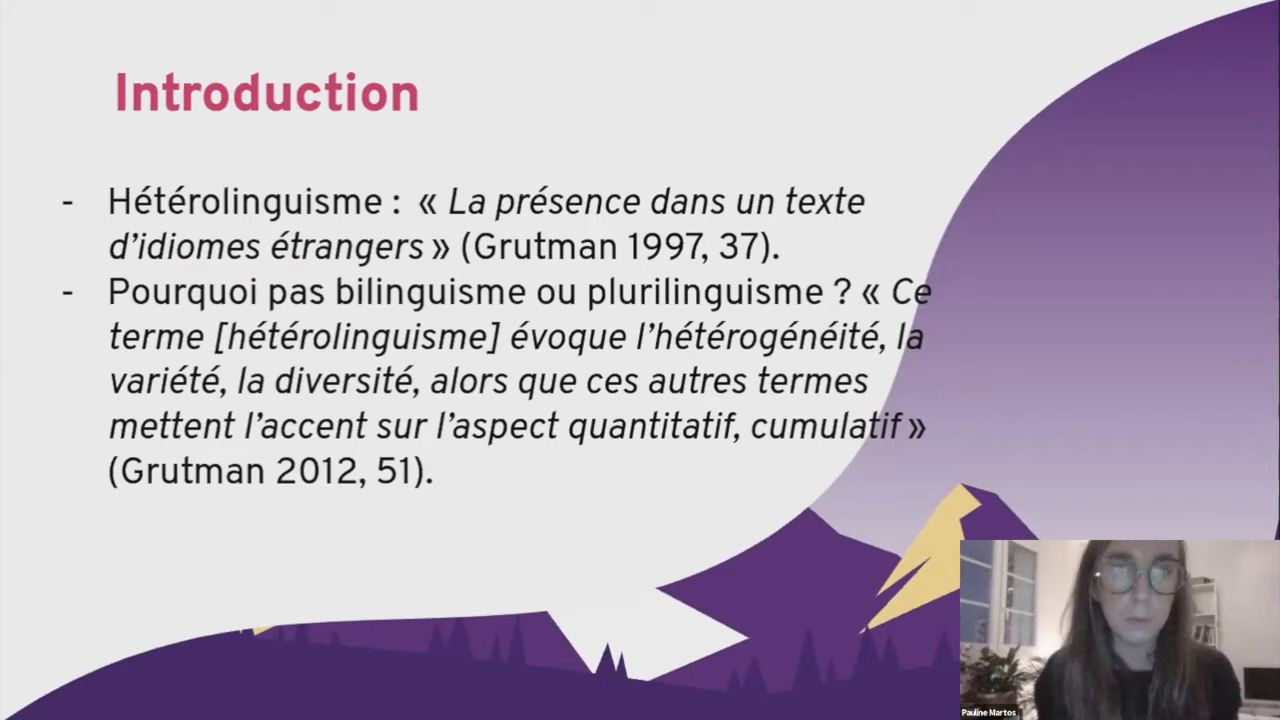 Introduction
- Hétérolinguisme : « La présence dans un texte
d’idiomes étrangers » (Grutman 1997, 37).
- Pourquoi pas bilinguisme ou plurilinguisme ? « Ce
terme [hétérolinguisme] évoque l’hétérogénéité, la
variété, la diversité, alors que ces autres termes
mettent l’accent sur l’aspect quantitatif, cumulatif »
(Grutman 2012, 51).
Pauline Martos